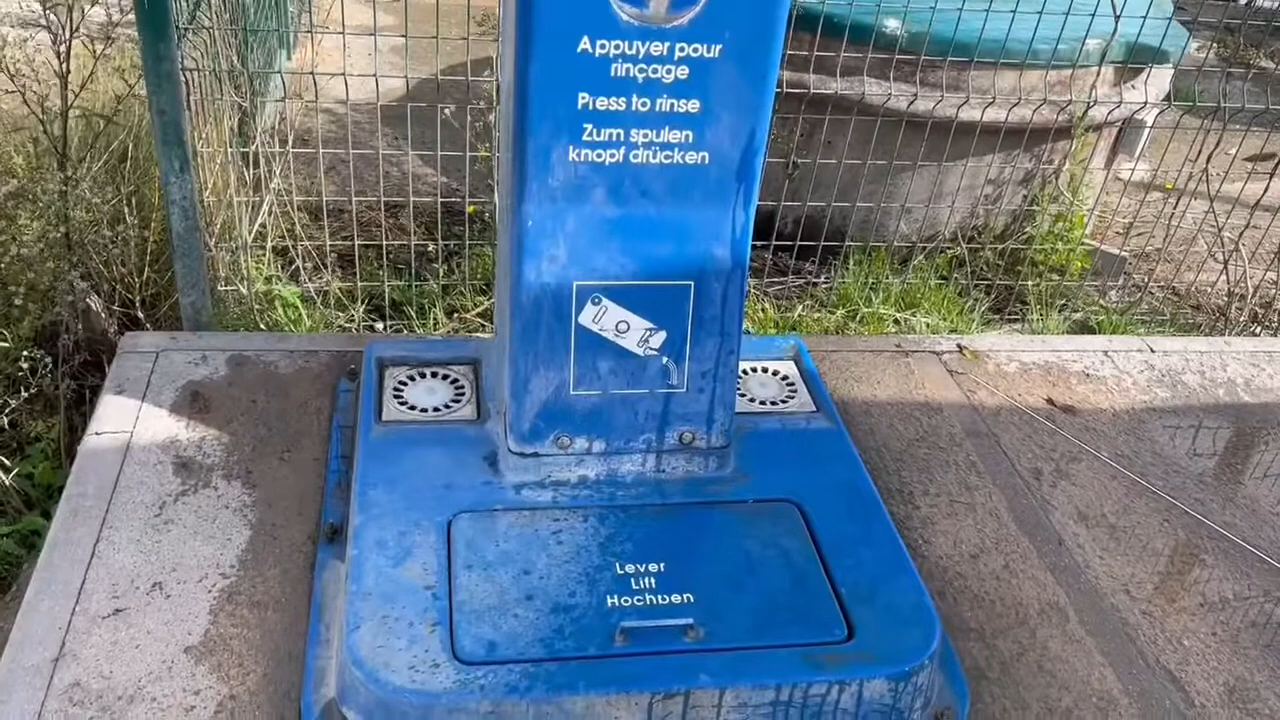 Appuyer pour
rinçage
Press to rinse
Zum spulen
knopf drücken
Lever
Lift
Hochben